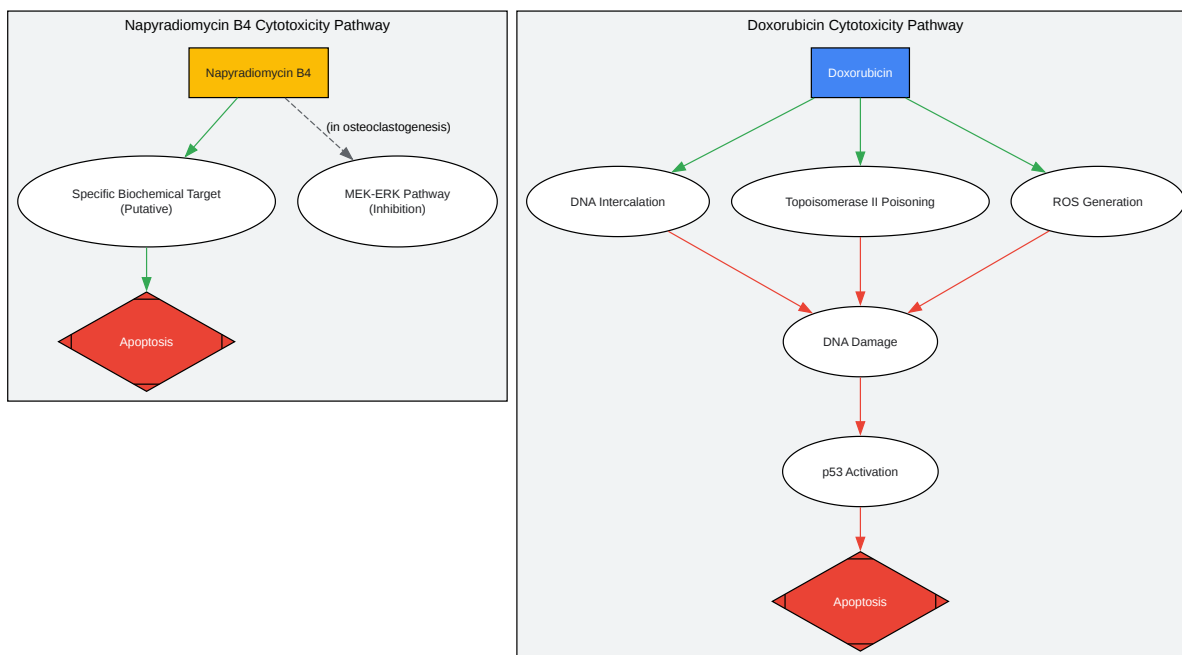 Napyradiomycin B4 Cytotoxicity Pathway
Napyradiomycin B4
(in osteoclastogenesis)
Specific Biochemical Target
(Putative)
MEK-ERK Pathway
(Inhibition)
Apoptosis
Doxorubicin Cytotoxicity Pathway
Doxorubicin
DNA Intercalation
Topoisomerase II Poisoning
ROS Generation
DNA Damage
p53 Activation
Apoptosis